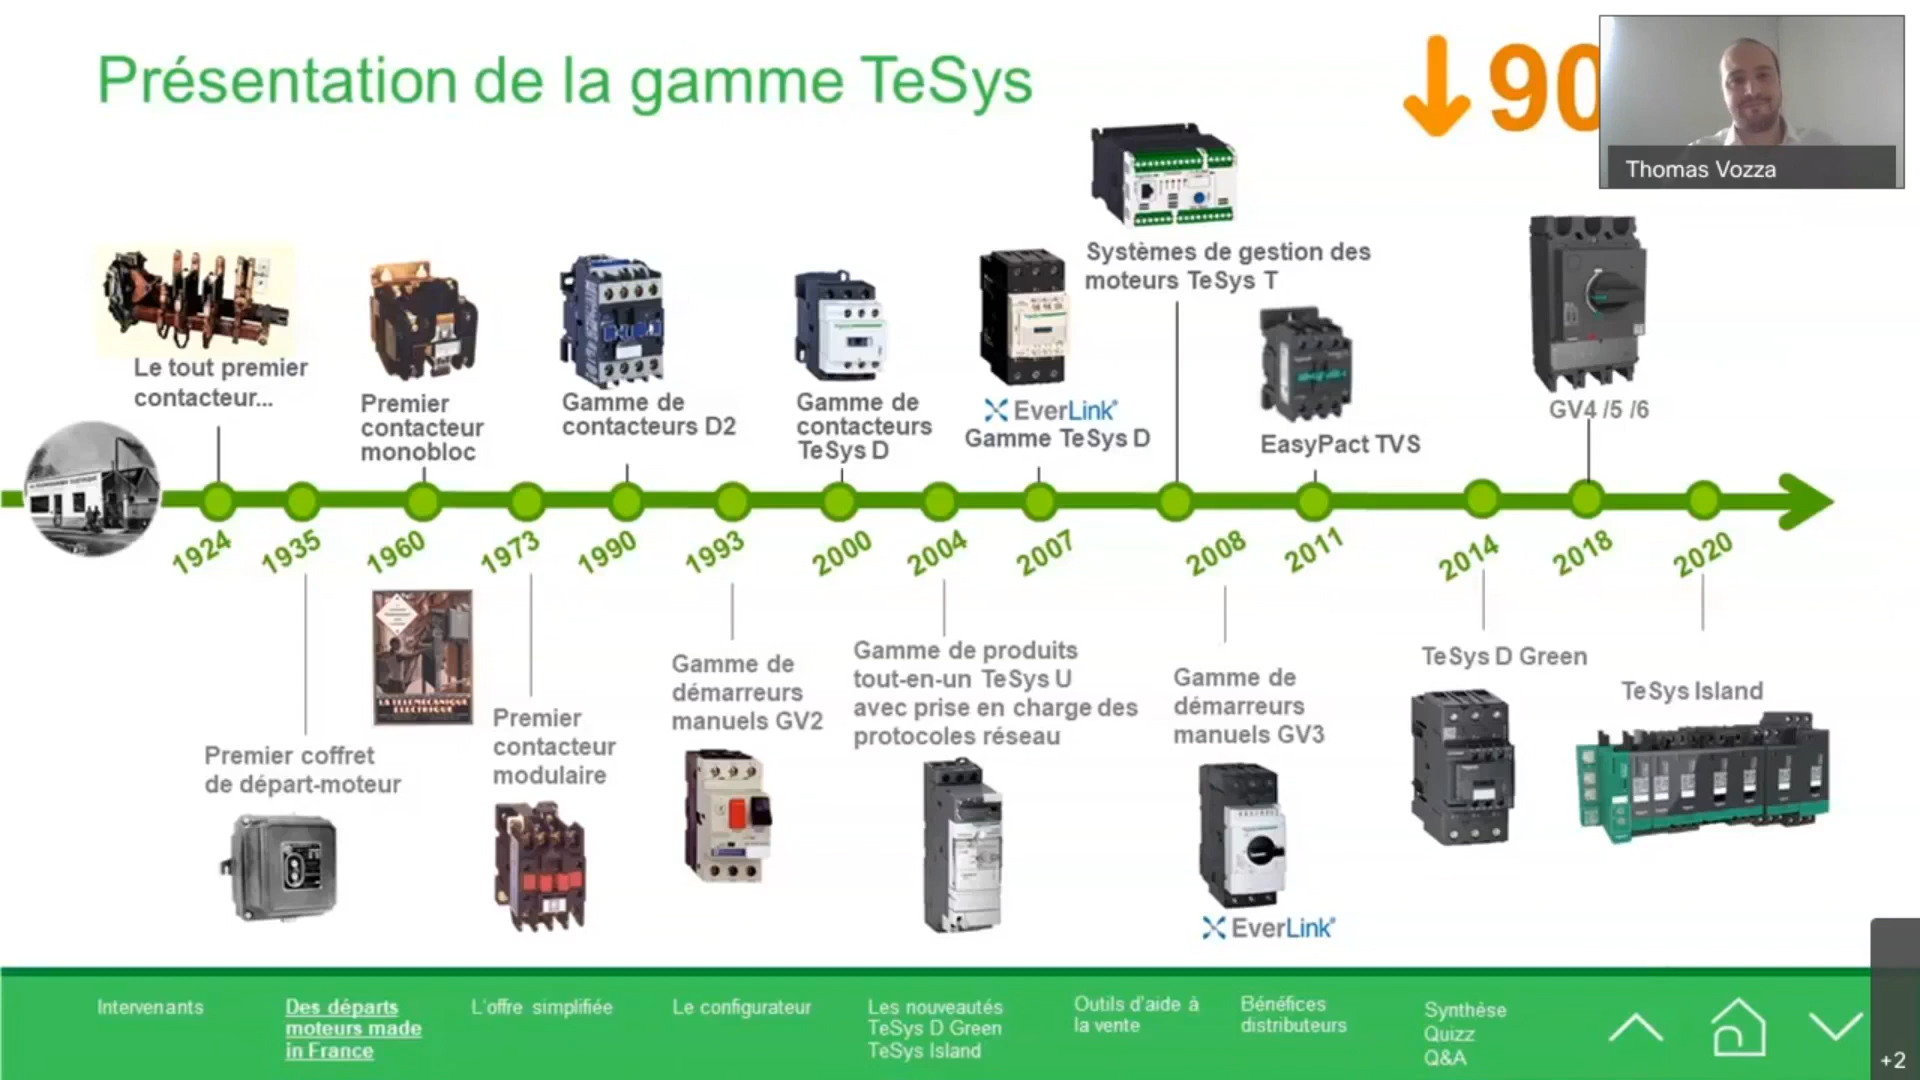 Présentation de la gamme TeSys
90
Thomas Vozza
Le tout premier
contacteur...
Premier
contacteur
monobloc
Gamme de
contacteurs D2
Gamme de
contacteurs
TeSys D
EverLink
Gamme TeSys D
Systèmes de gestion des
moteurs TeSys T
EasyPact TVS
GV4 /5 /6
1924
1935
1960
1973
1990
1993
2000
2004
2007
2008
2011
2014
2018
2020
Premier coffret
de départ-moteur
LA TELEMECANIQUE
ELECTRIQUE
Premier
contacteur
modulaire
Gamme de
démarreurs
manuels GV2
Gamme de produits
tout-en-un TeSys U
avec prise en charge des
protocoles réseau
Gamme de
démarreurs
manuels GV3
EverLink
TeSys D Green
TeSys Island
Intervenants
Des départs
moteurs made
in France
L'offre simplifiée
Le configurateur
Les nouveautés
TeSys D Green
TeSys Island
Outils d'aide à
la vente
Bénéfices
distributeurs
Synthèse
Quizz
Q&A
+2